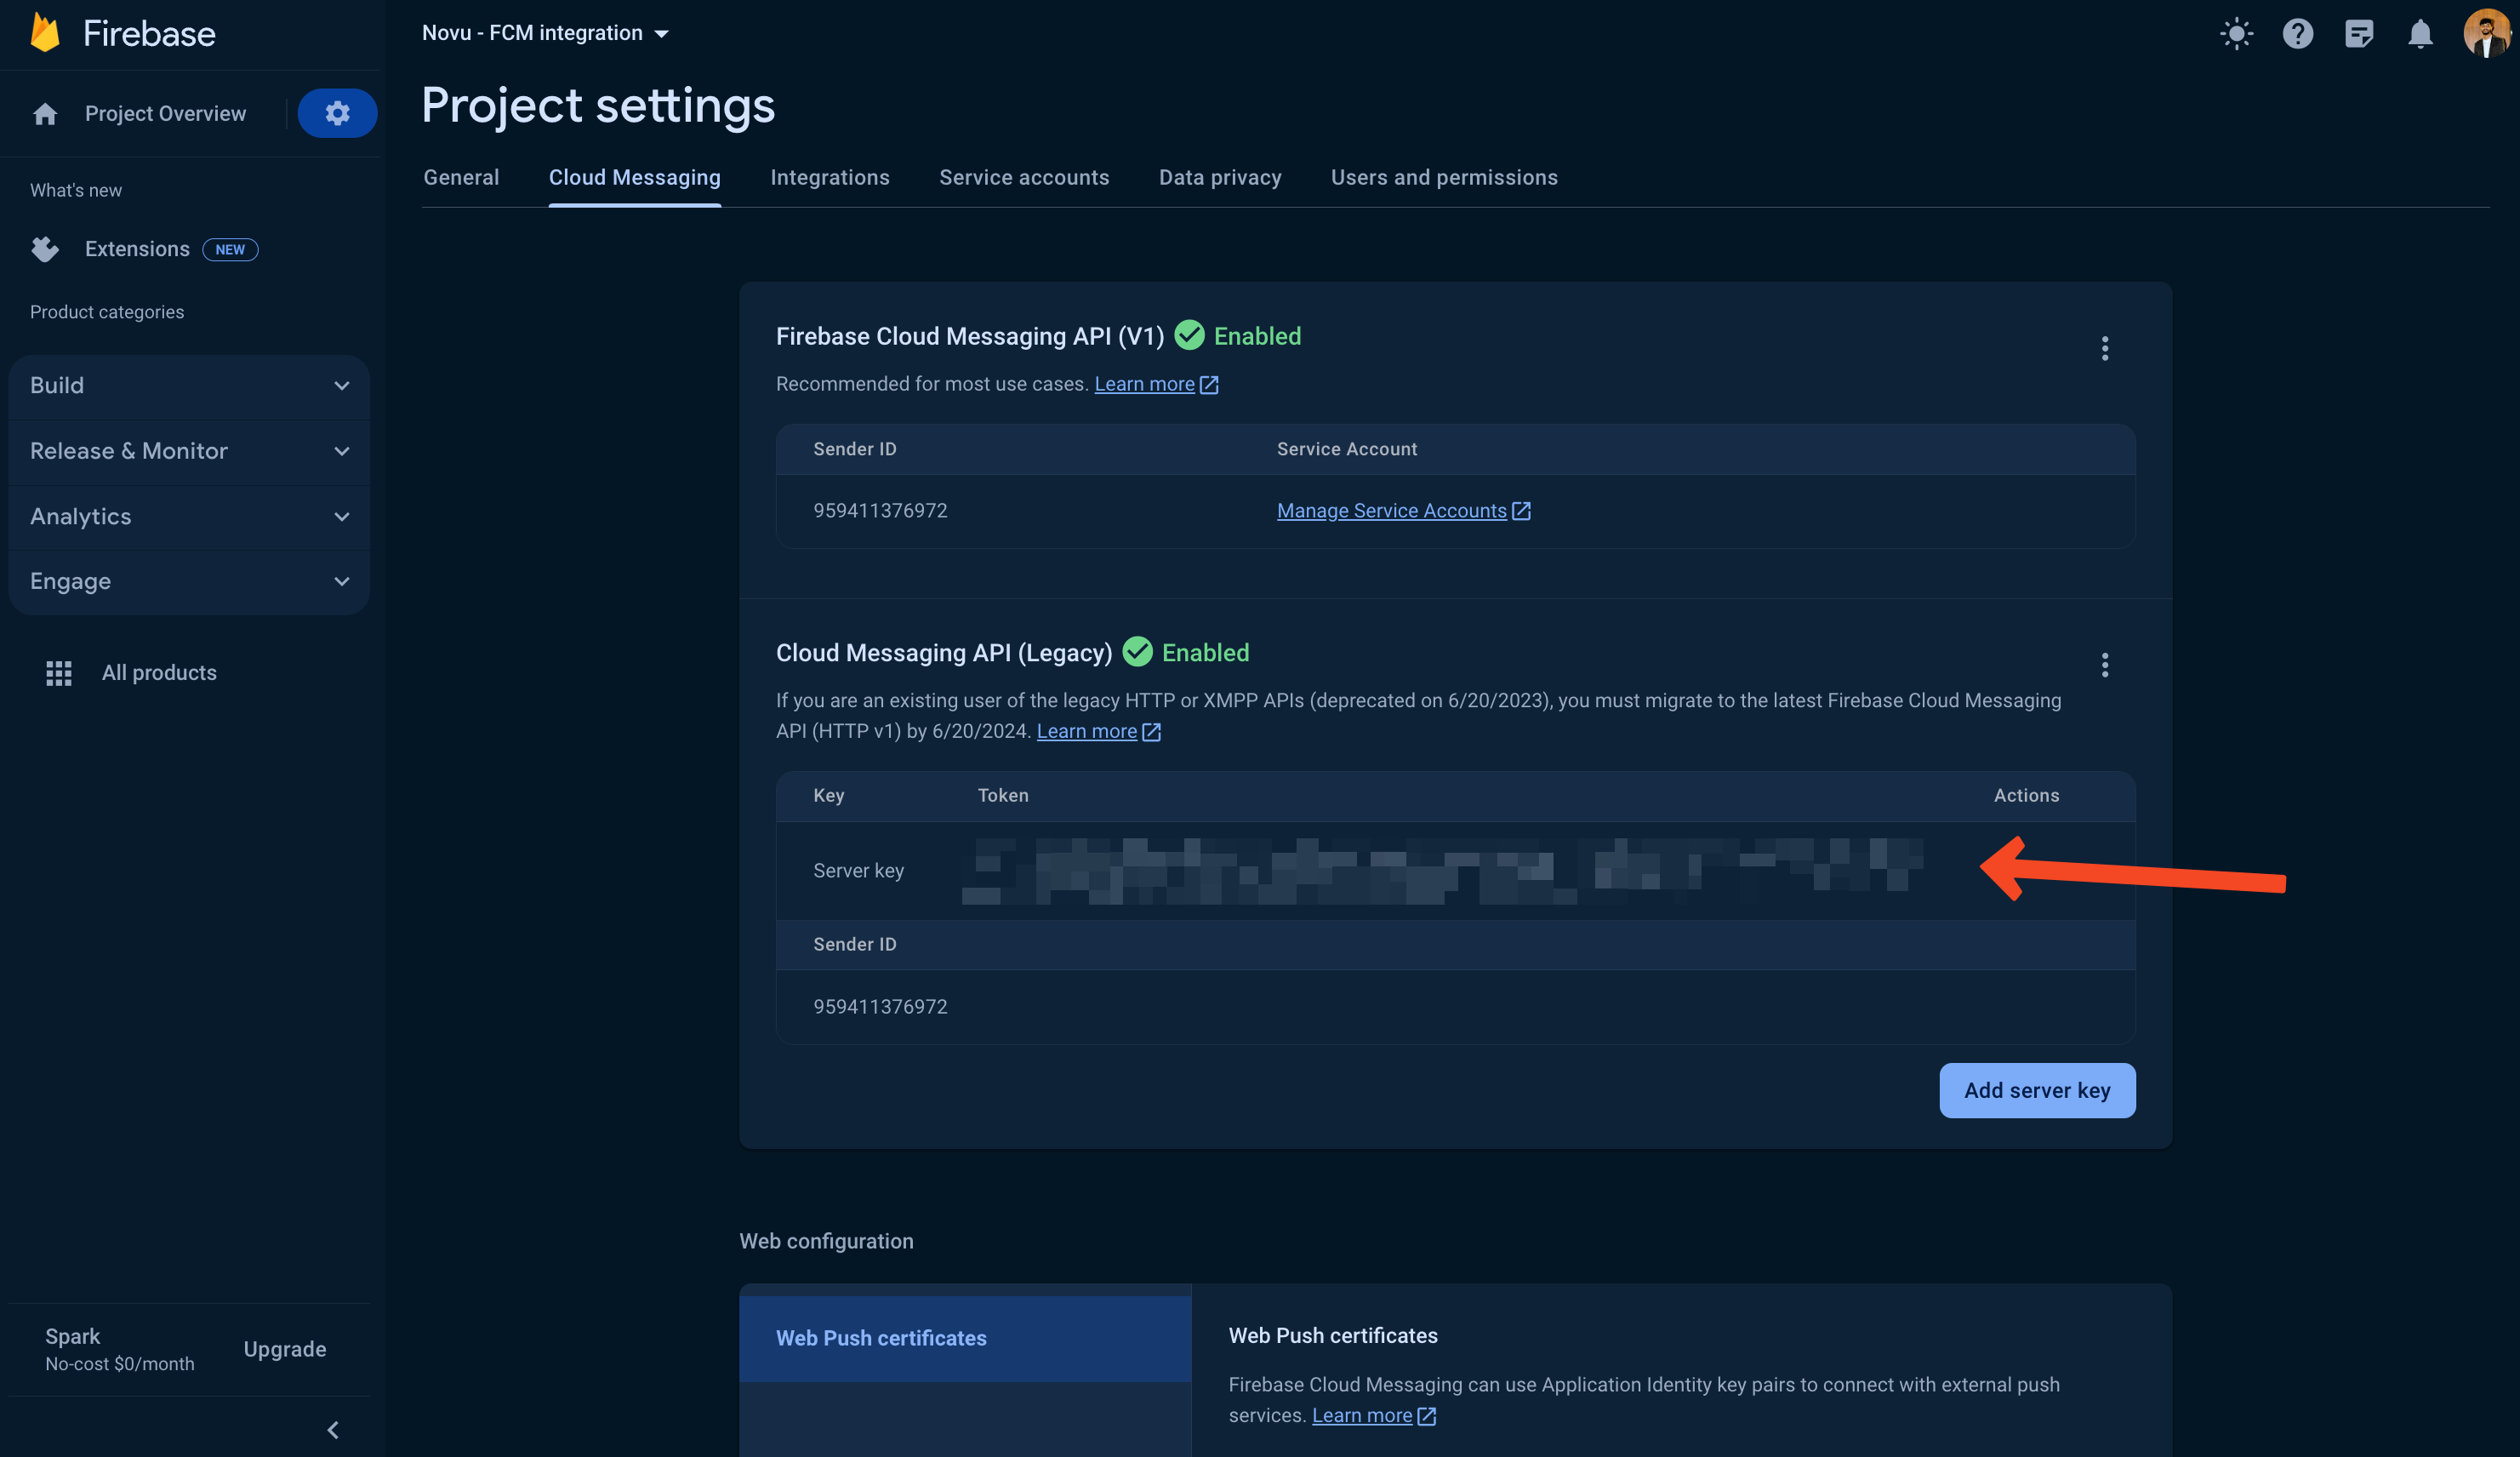 Firebase
Novu - FCM integration
Project Overview
What's new
Extensions NEW
Product categories
Build
Release & Monitor
Analytics
Engage
All products
Spark
No-cost $0/month
Upgrade
Project settings
General Cloud Messaging Integrations Service accounts Data privacy Users and permissions
Firebase Cloud Messaging API (V1) Enabled
Recommended for most use cases. Learn more
Sender ID Service Account
959411376972 Manage Service Accounts
Cloud Messaging API (Legacy) Enabled
If you are an existing user of the legacy HTTP or XMPP APIs (deprecated on 6/20/2023), you must migrate to the latest Firebase Cloud Messaging
API (HTTP v1) by 6/20/2024. Learn more
Key Token Actions
Server key
Sender ID
959411376972
Add server key
Web configuration
Web Push certificates
Web Push certificates
Firebase Cloud Messaging can use Application Identity key pairs to connect with external push
services. Learn more